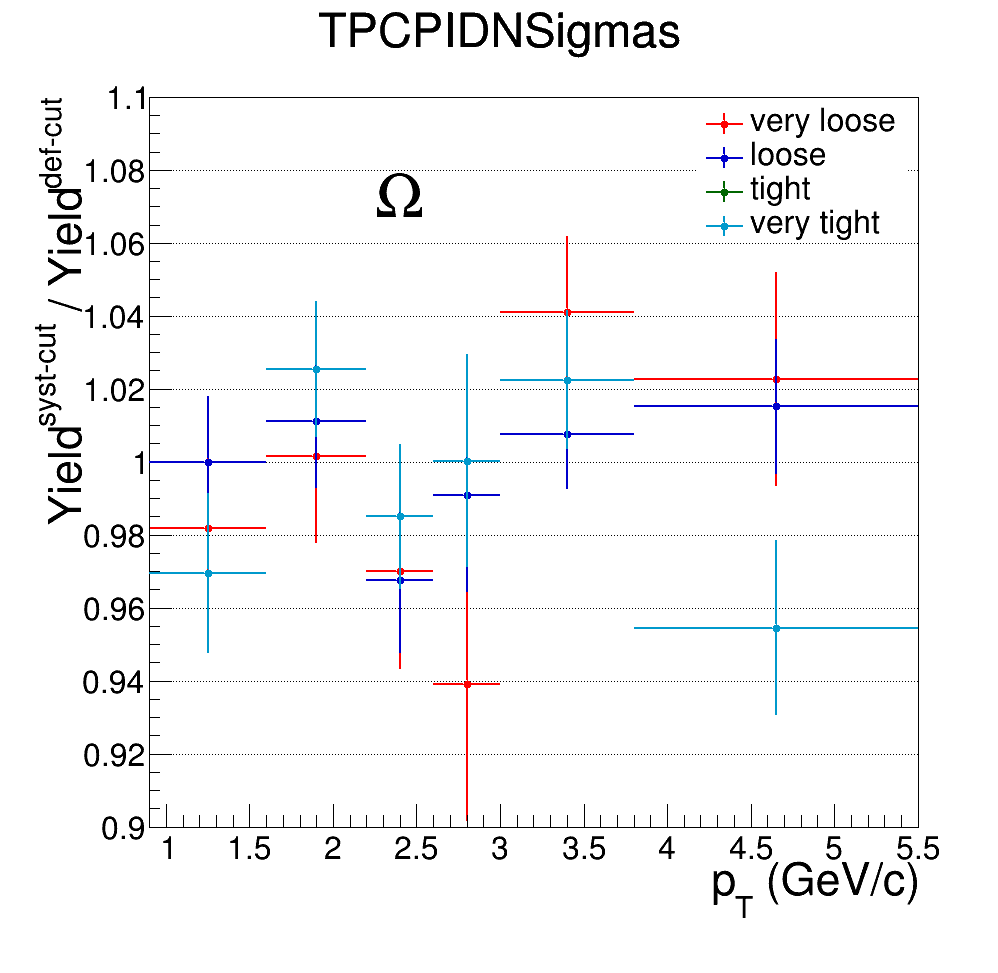 TPCPIDNSigmas
Yield^syst-cut / Yield^def-cut
1.1
1.08
1.06
1.04
1.02
1
0.98
0.96
0.94
0.92
0.9
Ω
very loose
loose
tight
very tight
1 1.5 2 2.5 3 3.5 4 4.5 5 5.5
p_T (GeV/c)